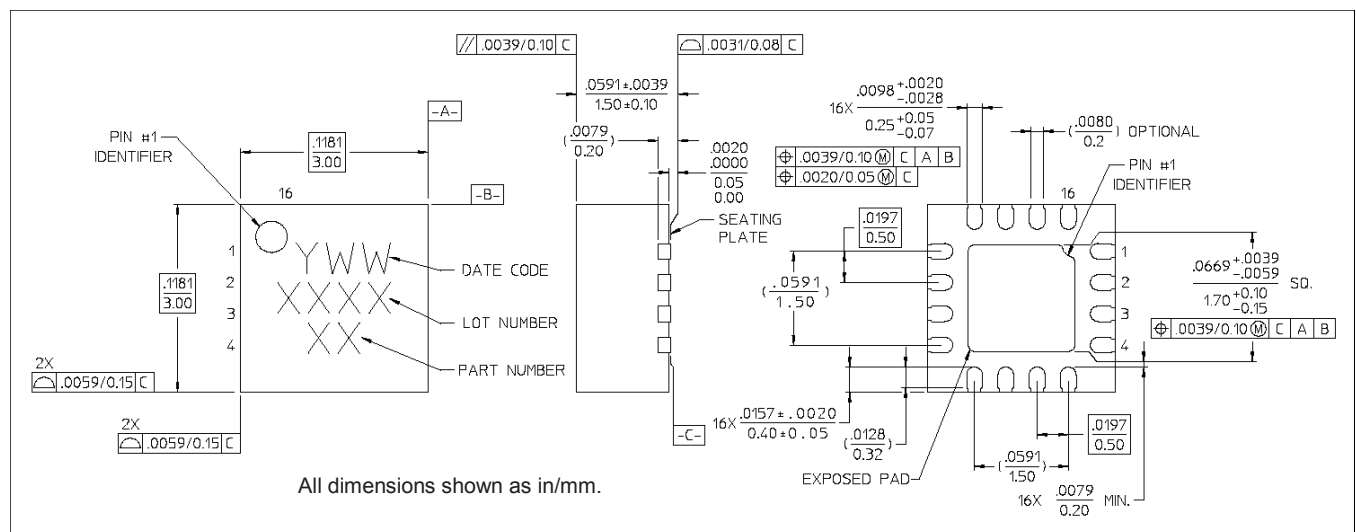 // .0039/0.10 C
⌓ .0031/0.08 C
.0591±.0039
1.50±0.10
(.0079
0.20)
.0020
.0000
0.05
0.00
SEATING
PLATE
-C-
-A-
PIN #1
IDENTIFIER
.1181
3.00
16
-B-
1
2
3
4
.1181
3.00
YWW
DATE CODE
XXXX
LOT NUMBER
XX
PART NUMBER
2X
⌓ .0059/0.15 C
2X
⌓ .0059/0.15 C
16X .0098 +.0020 -.0028
0.25 +0.05 -0.07
⌖ .0039/0.10 Ⓜ C A B
⌖ .0020/0.05 Ⓜ C
(.0080
0.2) OPTIONAL
PIN #1
IDENTIFIER
16
.0197
0.50
(.0591
1.50)
1
2
3
4
.0669 +.0039 -.0059 SQ.
1.70 +0.10 -0.15
⌖ .0039/0.10 Ⓜ C A B
16X .0157±.0020
0.40±0.05
(.0128
0.32)
EXPOSED PAD
(.0591
1.50)
.0197
0.50
16X .0079 MIN.
0.20
All dimensions shown as in/mm.